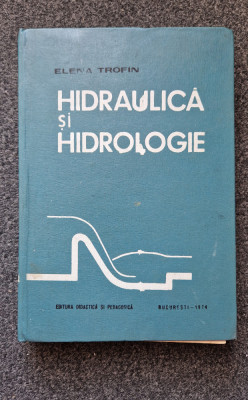 ELENA TROFIN
HIDRAULICĂ
ȘI
HIDROLOGIE
EDITURA DIDACTICĂ ȘI PEDAGOGICĂ
BUCUREȘTI-1974